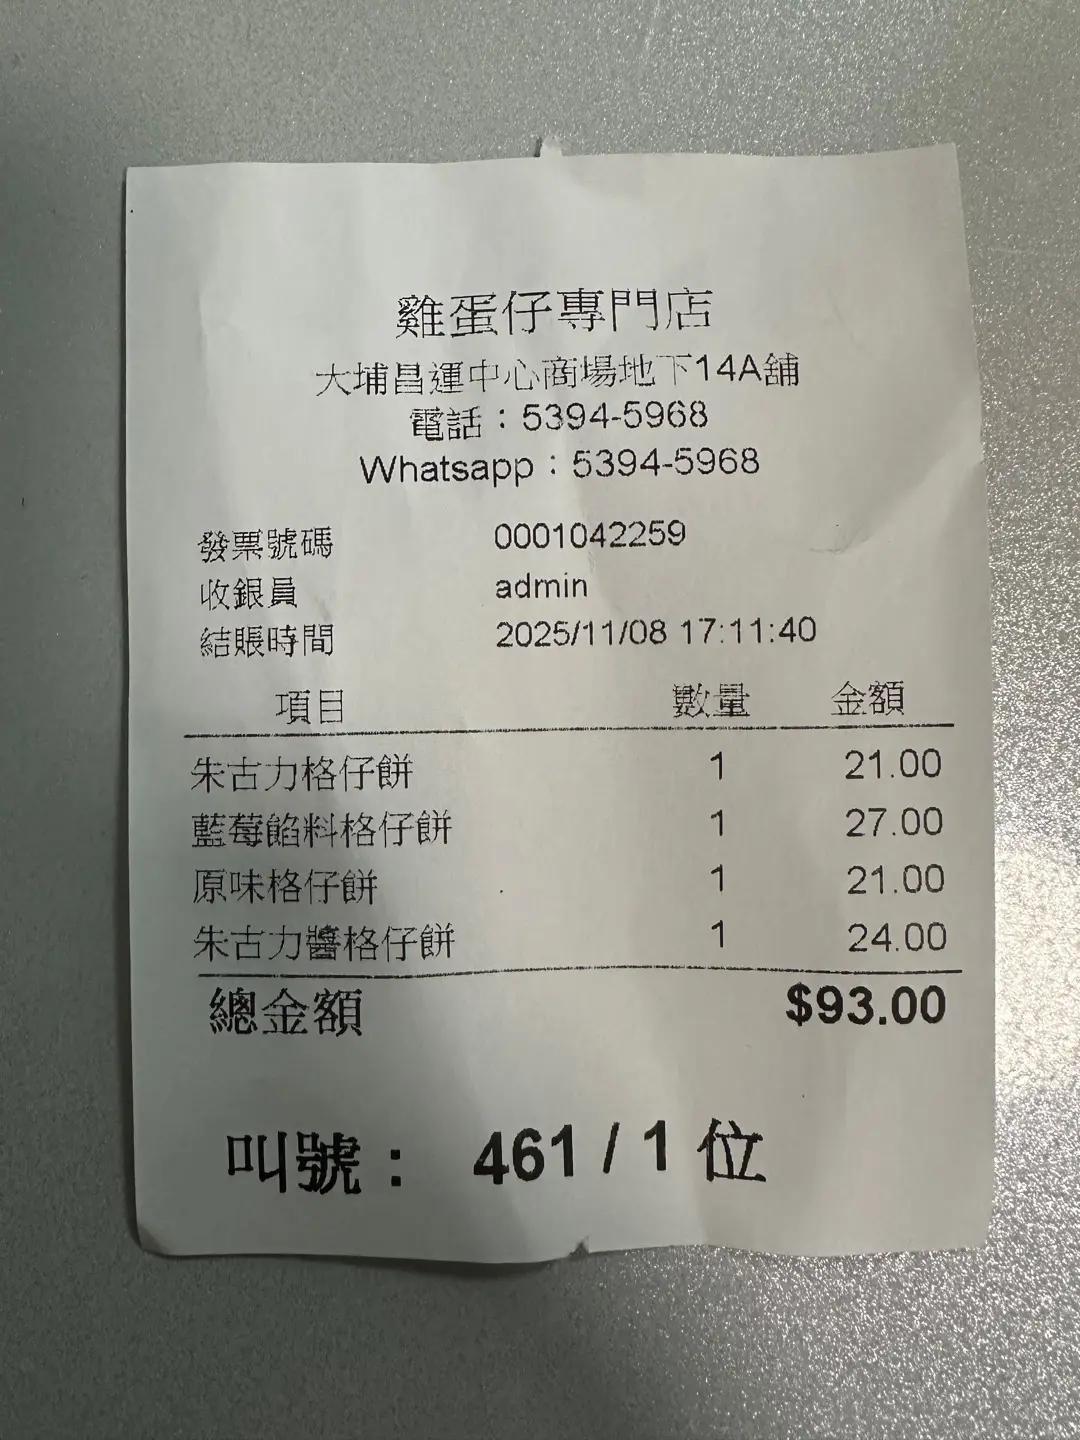 雞蛋仔專門店
大埔昌運中心商場地下14A舖
電話：5394-5968
Whatsapp：5394-5968
發票號碼 0001042259
收銀員 admin
結賬時間 2025/11/08 17:11:40
項目 數量 金額
朱古力格仔餅 1 21.00
藍莓餡料格仔餅 1 27.00
原味格仔餅 1 21.00
朱古力醬格仔餅 1 24.00
總金額 $93.00
叫號： 461 / 1 位